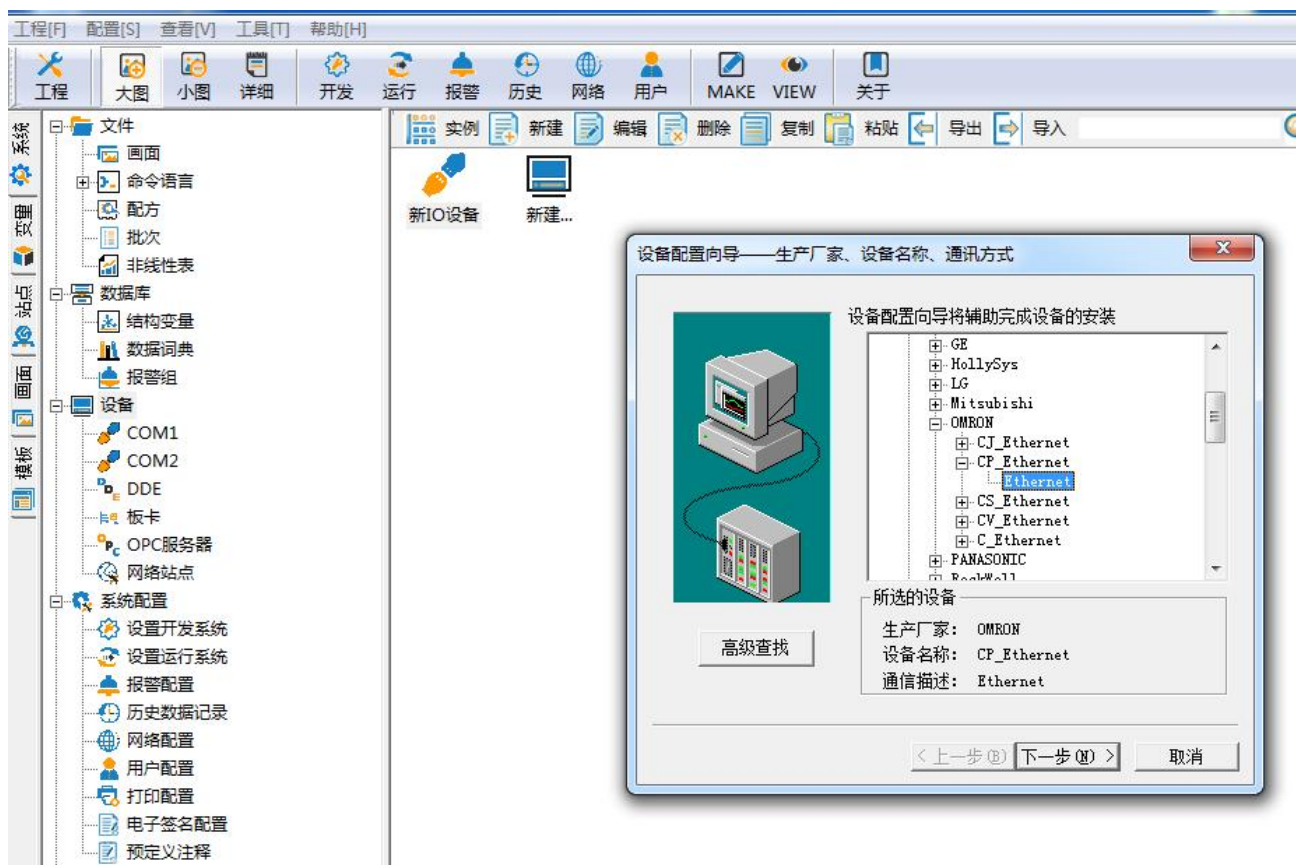 工程[F] 配置[S] 查看[V] 工具[T] 帮助[H]
工程 大图 小图 详细 开发 运行 报警 历史 网络 用户 MAKE VIEW 关于
系统
变量
站点
画面
模板
文件
画面
命令语言
配方
批次
非线性表
数据库
结构变量
数据词典
报警组
设备
COM1
COM2
DDE
板卡
OPC服务器
网络站点
系统配置
设置开发系统
设置运行系统
报警配置
历史数据记录
网络配置
用户配置
打印配置
电子签名配置
预定义注释
实例 新建 编辑 删除 复制 粘贴 导出 导入
新IO设备 新建...
设备配置向导——生产厂家、设备名称、通讯方式
设备配置向导将辅助完成设备的安装
GE
HollySys
LG
Mitsubishi
OMRON
CJ_Ethernet
CP_Ethernet
Ethernet
CS_Ethernet
CV_Ethernet
C_Ethernet
PANASONIC
RockWell
高级查找
所选的设备
生产厂家: OMRON
设备名称: CP_Ethernet
通信描述: Ethernet
<上一步(B) 下一步(N)> 取消